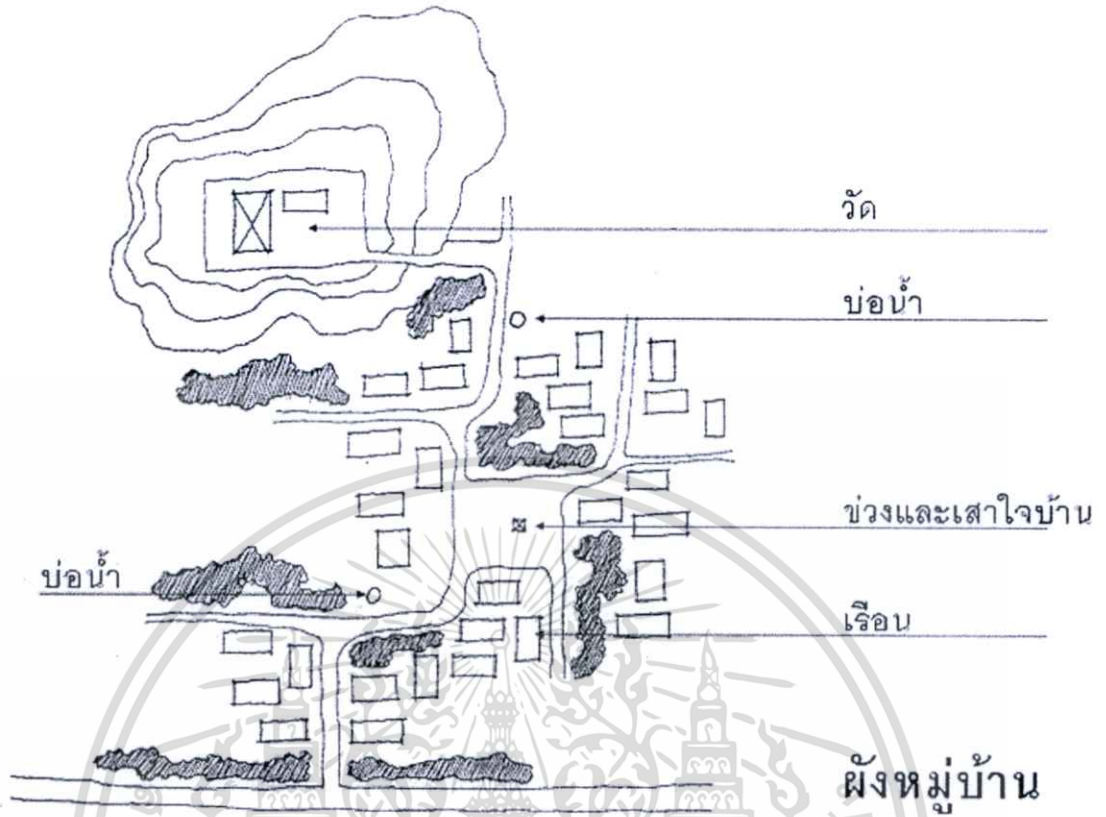 วัด
บ่อน้ำ
ข่วงและเสาใจบ้าน
บ่อน้ำ
เรือน
ผังหมู่บ้าน